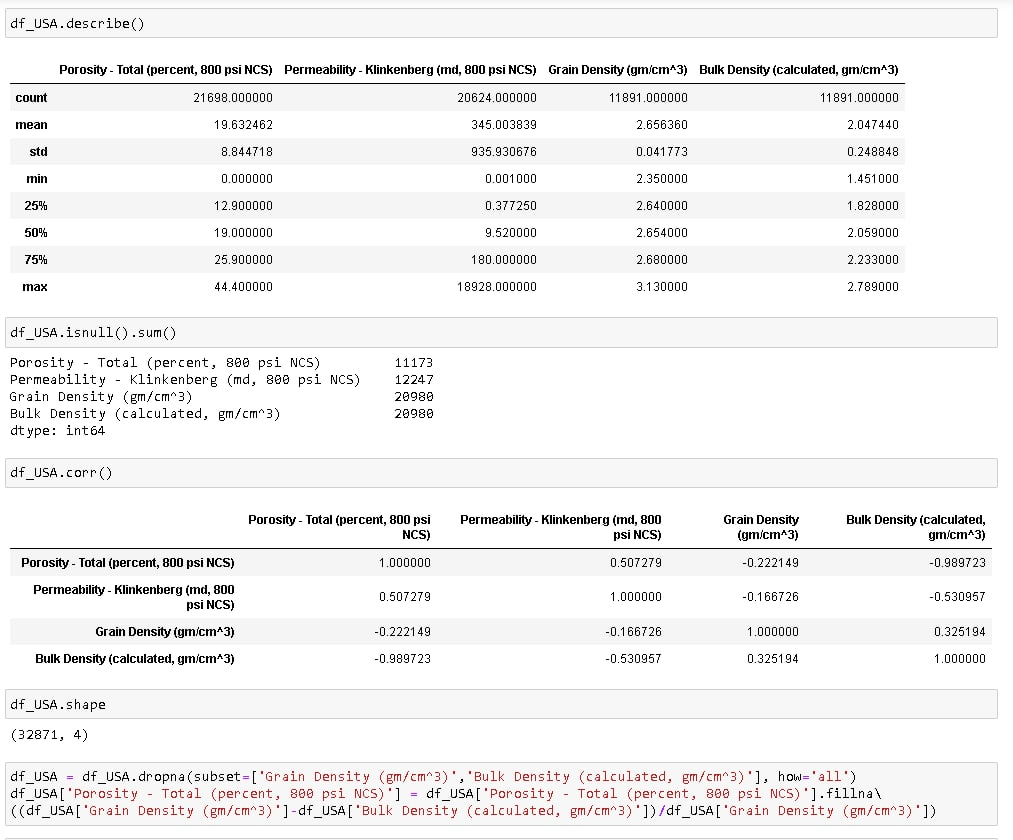 df_USA.describe()
Porosity - Total (percent, 800 psi NCS) Permeability - Klinkenberg (md, 800 psi NCS) Grain Density (gm/cm^3) Bulk Density (calculated, gm/cm^3)
count 21698.000000 20624.000000 11891.000000 11891.000000
mean 19.632462 345.003839 2.656360 2.047440
std 8.844718 935.930676 0.041773 0.248848
min 0.000000 0.001000 2.350000 1.451000
25% 12.900000 0.377250 2.640000 1.828000
50% 19.000000 9.520000 2.654000 2.059000
75% 25.900000 180.000000 2.680000 2.233000
max 44.400000 18928.000000 3.130000 2.789000
df_USA.isnull().sum()
Porosity - Total (percent, 800 psi NCS) 11173
Permeability - Klinkenberg (md, 800 psi NCS) 12247
Grain Density (gm/cm^3) 20980
Bulk Density (calculated, gm/cm^3) 20980
dtype: int64
df_USA.corr()
Porosity - Total (percent, 800 psi Permeability - Klinkenberg (md, 800 Grain Density Bulk Density (calculated,
NCS) psi NCS) (gm/cm^3) gm/cm^3)
Porosity - Total (percent, 800 psi NCS) 1.000000 0.507279 -0.222149 -0.989723
Permeability - Klinkenberg (md, 800
psi NCS) 0.507279 1.000000 -0.166726 -0.530957
Grain Density (gm/cm^3) -0.222149 -0.166726 1.000000 0.325194
Bulk Density (calculated, gm/cm^3) -0.989723 -0.530957 0.325194 1.000000
df_USA.shape
(32871, 4)
df_USA = df_USA.dropna(subset=['Grain Density (gm/cm^3)','Bulk Density (calculated, gm/cm^3)'], how='all')
df_USA['Porosity - Total (percent, 800 psi NCS)'] = df_USA['Porosity - Total (percent, 800 psi NCS)'].fillna\
((df_USA['Grain Density (gm/cm^3)']-df_USA['Bulk Density (calculated, gm/cm^3)'])/df_USA['Grain Density (gm/cm^3)'])